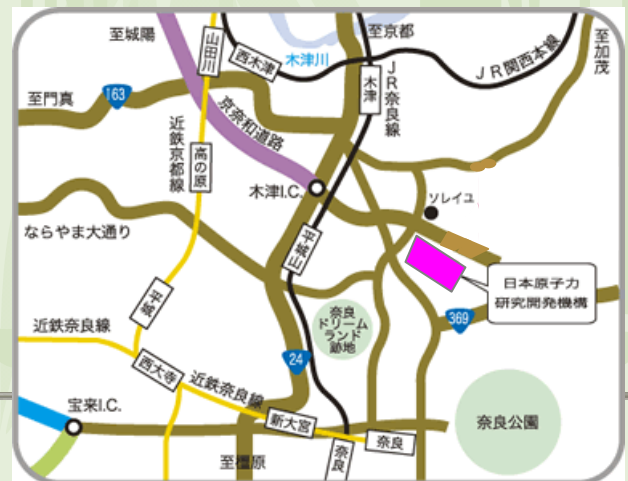 至城陽
山田川
西木津
木津川
至京都
木津
JR奈良線
JR関西本線
至加茂
至門真
163
京奈和道路
近鉄京都線
高の原
木津I.C.
ソレイユ
ならやま大通り
平城山
平城
日本原子力
研究開発機構
奈良
ドリーム
ランド
跡地
369
近鉄奈良線
24
西大寺
近鉄奈良線
宝来I.C.
新大宮
奈良
奈良
奈良公園
至橿原